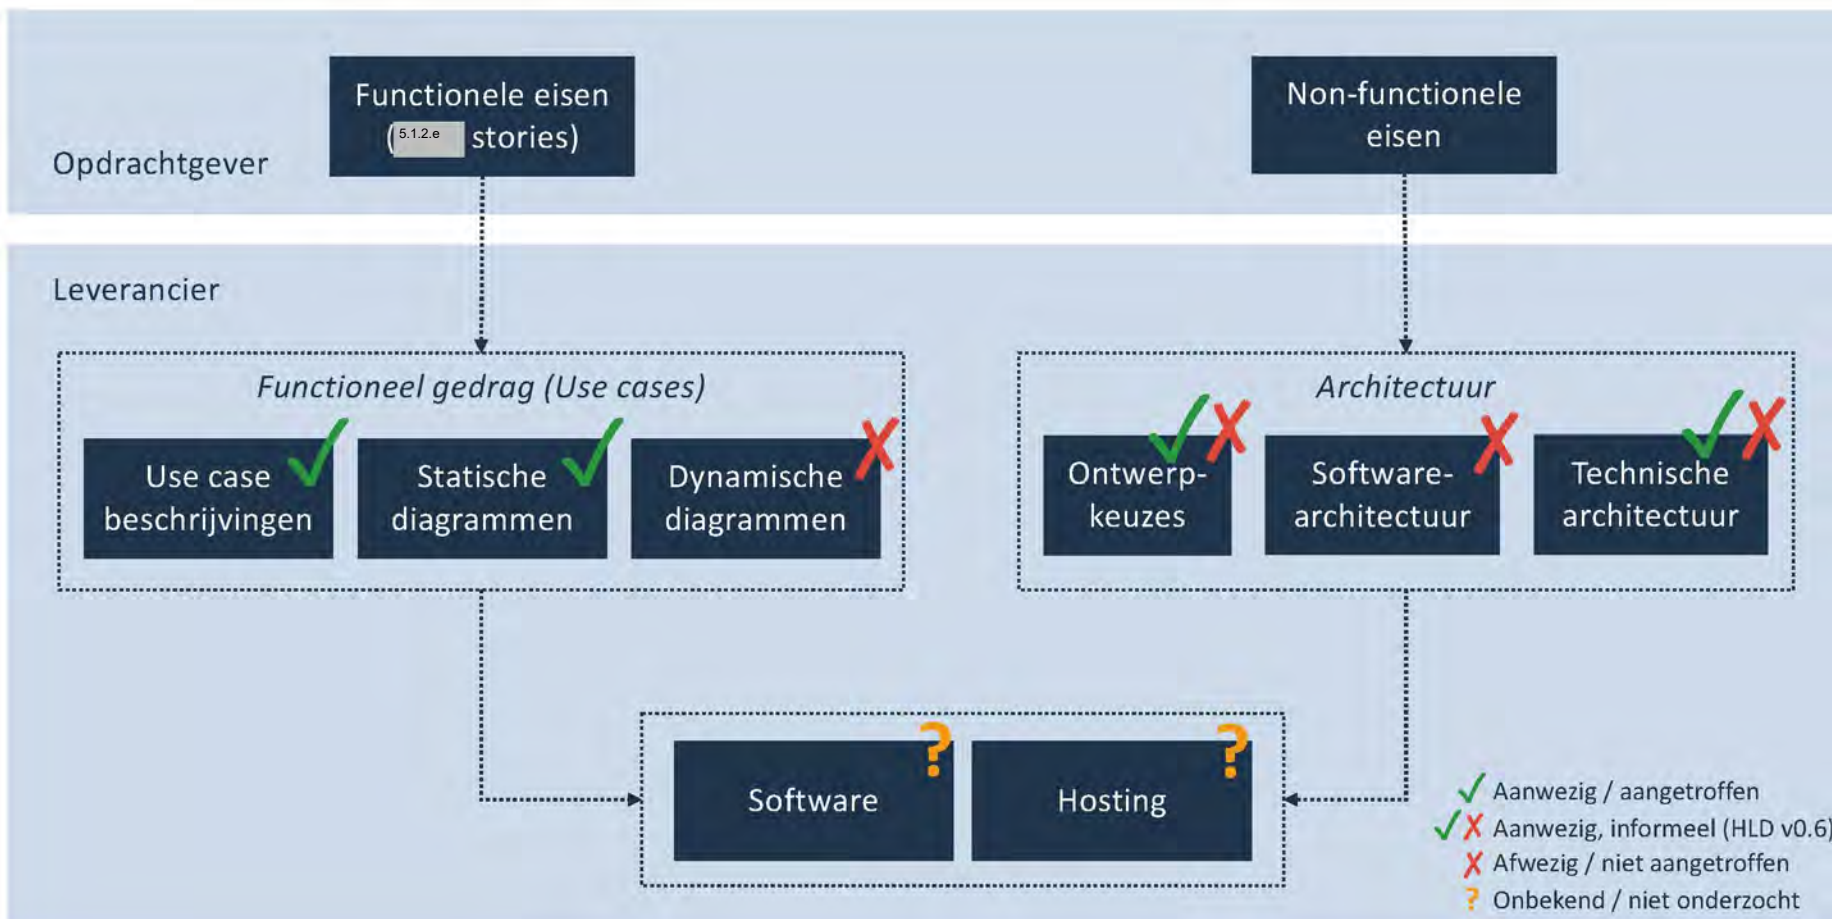 Functionele eisen
(5.1.2.e stories)
Non-functionele
eisen
Opdrachtgever
Leverancier
Functioneel gedrag (Use cases)
Use case
beschrijvingen
Statische
diagrammen
Dynamische
diagrammen
Architectuur
Ontwerp-
keuzes
Software-
architectuur
Technische
architectuur
Software
?
Hosting
?
Aanwezig / aangetroffen
Aanwezig, informeel (HLD v0.6)
Afwezig / niet aangetroffen
? Onbekend / niet onderzocht